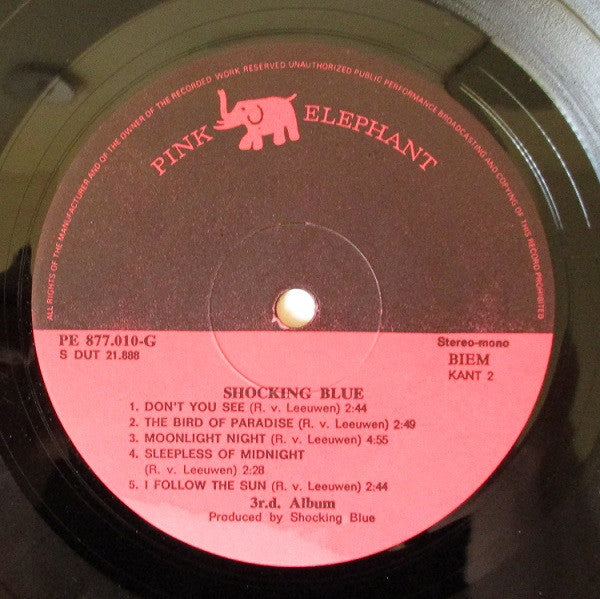 ALL RIGHTS OF THE MANUFACTURER AND OF THE OWNER OF THE RECORDED WORK RESERVED UNAUTHORIZED PUBLIC PERFORMANCE BROADCASTING AND COPYING OF THIS RECORD PROHIBITED
PINK ELEPHANT
PE 877.010-G
S DUT 21.888
Stereo-mono
BIEM
KANT 2
SHOCKING BLUE
1. DON'T YOU SEE (R. v. Leeuwen) 2:44
2. THE BIRD OF PARADISE (R. v. Leeuwen) 2:49
3. MOONLIGHT NIGHT (R. v. Leeuwen) 4:55
4. SLEEPLESS OF MIDNIGHT
(R. v. Leeuwen) 2:28
5. I FOLLOW THE SUN (R. v. Leeuwen) 2:44
3r.d. Album
Produced by Shocking Blue